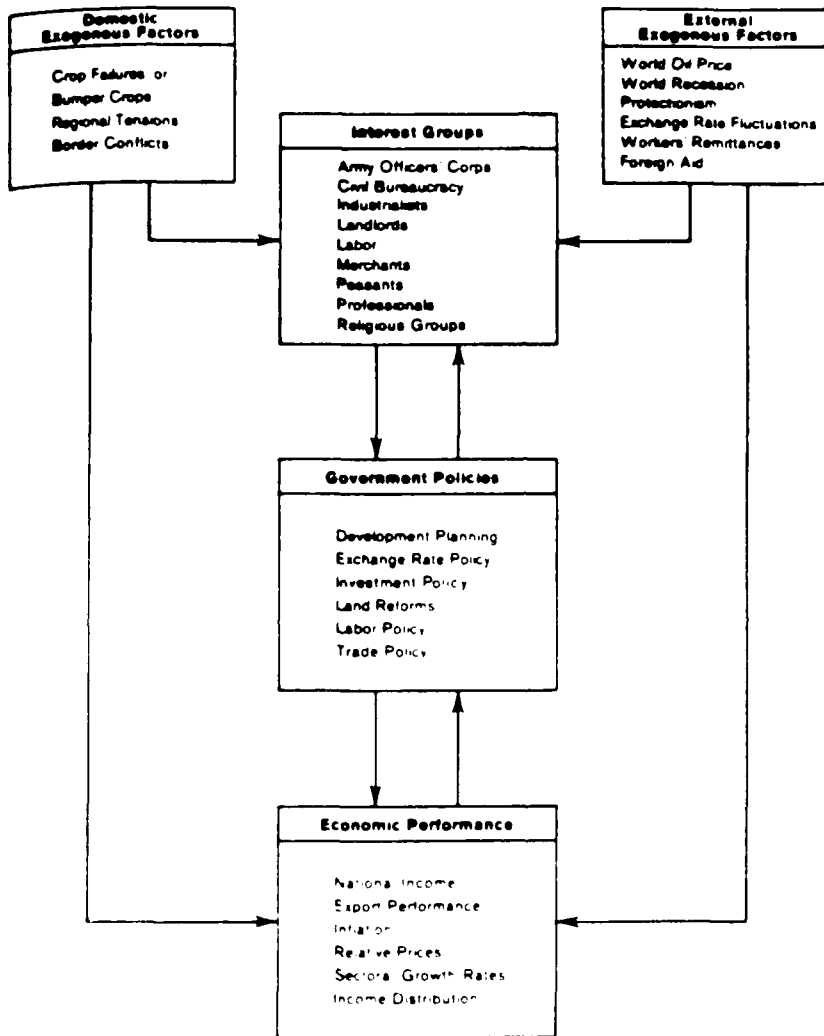 Domestic
Exogenous Factors
Crop Failures or
Bumper Crops
Regional Tensions
Border Conflicts
External
Exogenous Factors
World Oil Price
World Recession
Protectionism
Exchange Rate Fluctuations
Workers' Remittances
Foreign Aid
Interest Groups
Army Officers' Corps
Civil Bureaucracy
Industrialists
Landlords
Labor
Merchants
Peasants
Professionals
Religious Groups
Government Policies
Development Planning
Exchange Rate Policy
Investment Policy
Land Reforms
Labor Policy
Trade Policy
Economic Performance
National Income
Export Performance
Inflation
Relative Prices
Sectoral Growth Rates
Income Distribution